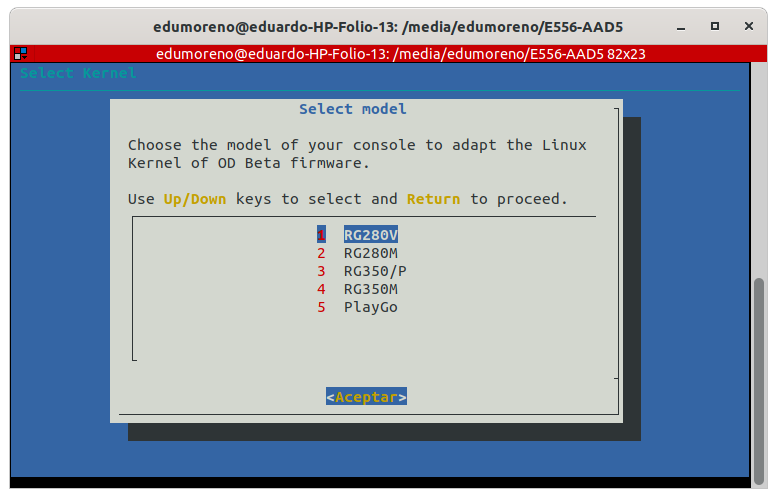 edumoreno@eduardo-HP-Folio-13: /media/edumoreno/E556-AAD5
edumoreno@eduardo-HP-Folio-13: /media/edumoreno/E556-AAD5 82x23
Select Kernel
Select model
Choose the model of your console to adapt the Linux
Kernel of OD Beta firmware.
Use Up/Down keys to select and Return to proceed.
1 RG280V
2 RG280M
3 RG350/P
4 RG350M
5 PlayGo
<Aceptar>